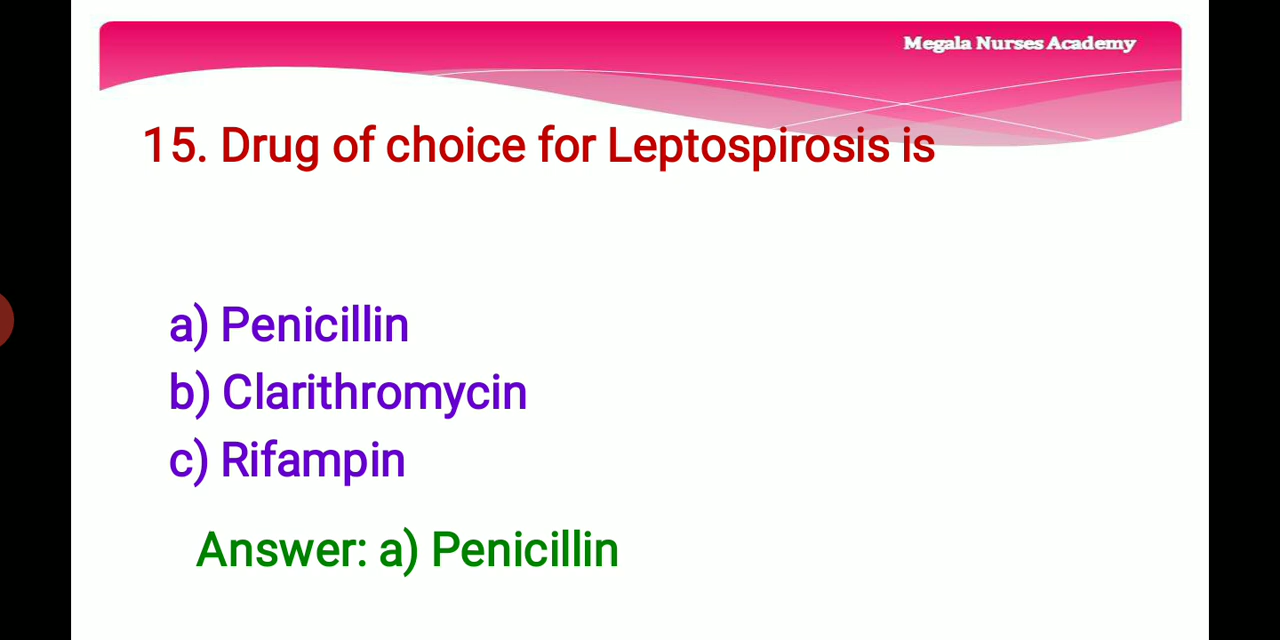 Megala Nurses Academy
15. Drug of choice for Leptospirosis is
a) Penicillin
b) Clarithromycin
c) Rifampin
Answer: a) Penicillin